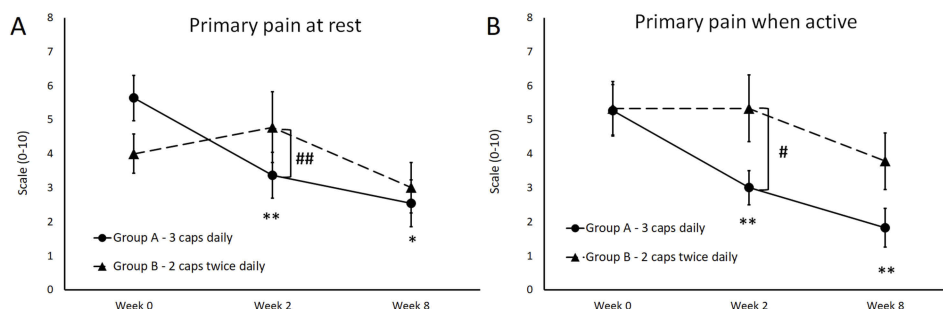 A
Primary pain at rest
8
7
6
5
4
3
2
1
0
Scale (0-10)
##
**
*
Group A - 3 caps daily
Group B - 2 caps twice daily
Week 0
Week 2
Week 8
B
Primary pain when active
8
7
6
5
4
3
2
1
0
Scale (0-10)
#
**
**
Group A - 3 caps daily
Group B - 2 caps twice daily
Week 0
Week 2
Week 8